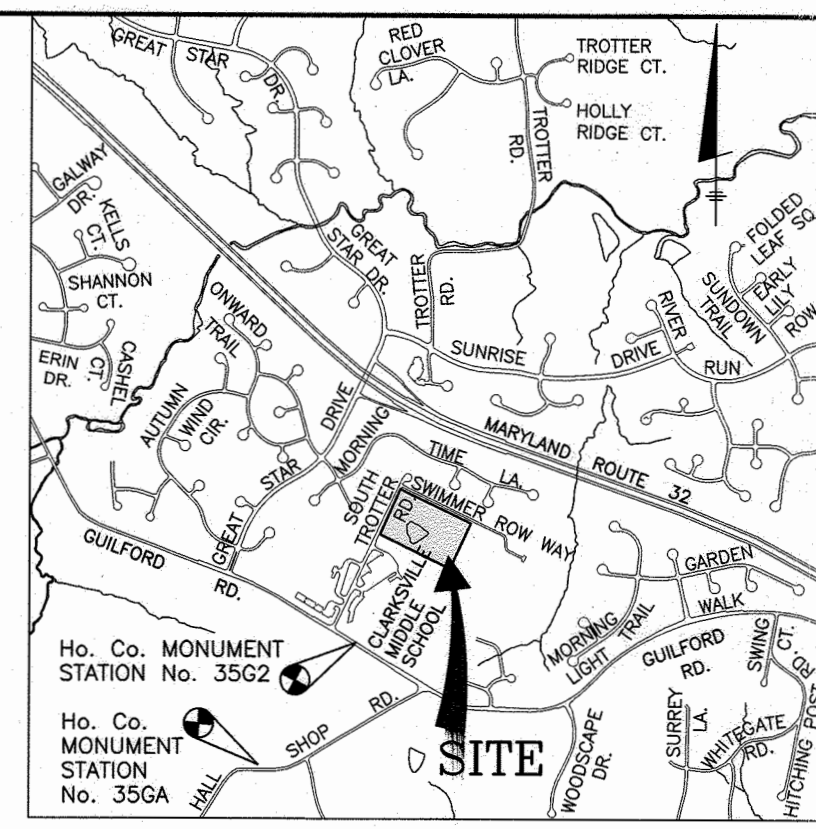 GREAT STAR DR.
RED
CLOVER
LA.
TROTTER
RIDGE CT.
HOLLY
RIDGE CT.
TROTTER
RD.
GALWAY
DR.
KELLS
CT.
SHANNON
CT.
ERIN
DR.
CASHEL
CT.
ONWARD
TRAIL
GREAT
STAR DR.
TROTTER
RD.
FOLDED
LEAF SQ
SUNDOWN
TRAIL
EARLY
LILY
ROW
RIVER
RUN
SUNRISE DRIVE
AUTUMN
WIND
CIR.
GREAT STAR DRIVE
MORNING TIME LA.
MARYLAND ROUTE 32
SOUTH
TROTTER
RD
SWIMMER ROW WAY
GUILFORD
RD.
CLARKSVILLE
MIDDLE
SCHOOL
GARDEN
WALK
MORNING
LIGHT TRAIL
GUILFORD
RD.
SWING
CT.
Ho. Co. MONUMENT
STATION No. 35G2
Ho. Co.
MONUMENT
STATION
No. 35GA
HALL SHOP RD.
SITE
WOODSCAPE
DR.
SURREY
LA.
WHITEGATE
RD.
HITCHING POST
RD